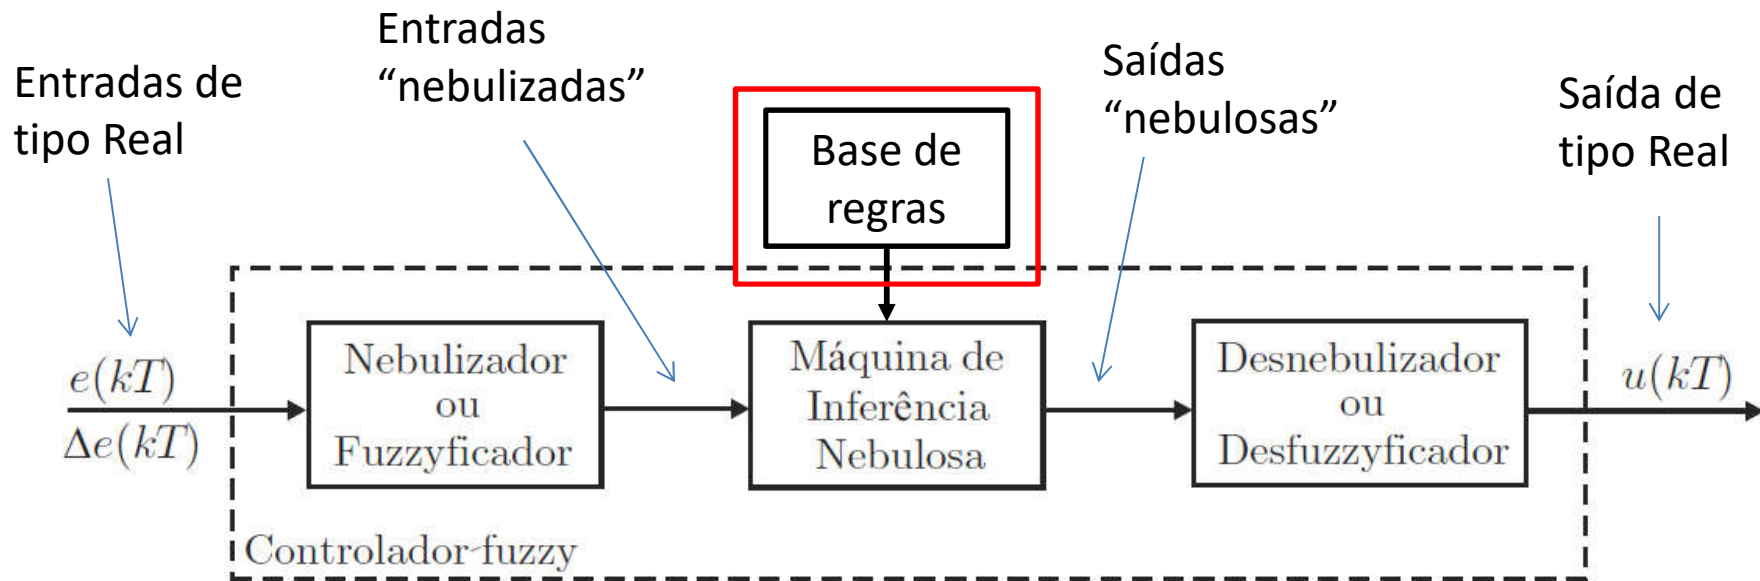 Entradas de
tipo Real
Entradas
“nebulizadas”
Base de
regras
Saídas
“nebulosas”
Saída de
tipo Real
e(kT)
Δe(kT)
Nebulizador
ou
Fuzzyficador
Máquina de
Inferência
Nebulosa
Desnebulizador
ou
Desfuzzyficador
u(kT)
Controlador-fuzzy